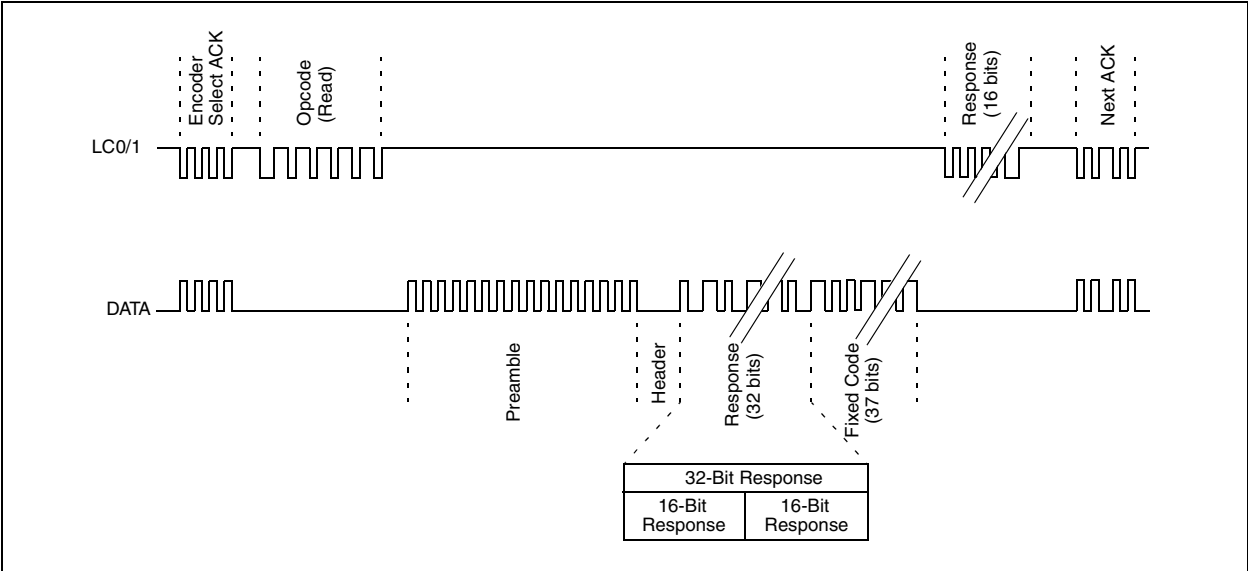 Encoder
Select ACK
Opcode
(Read)
Response
(16 bits)
Next ACK
LC0/1
DATA
Preamble
Header
Response
(32 bits)
Fixed Code
(37 bits)
32-Bit Response
16-Bit
Response
16-Bit
Response